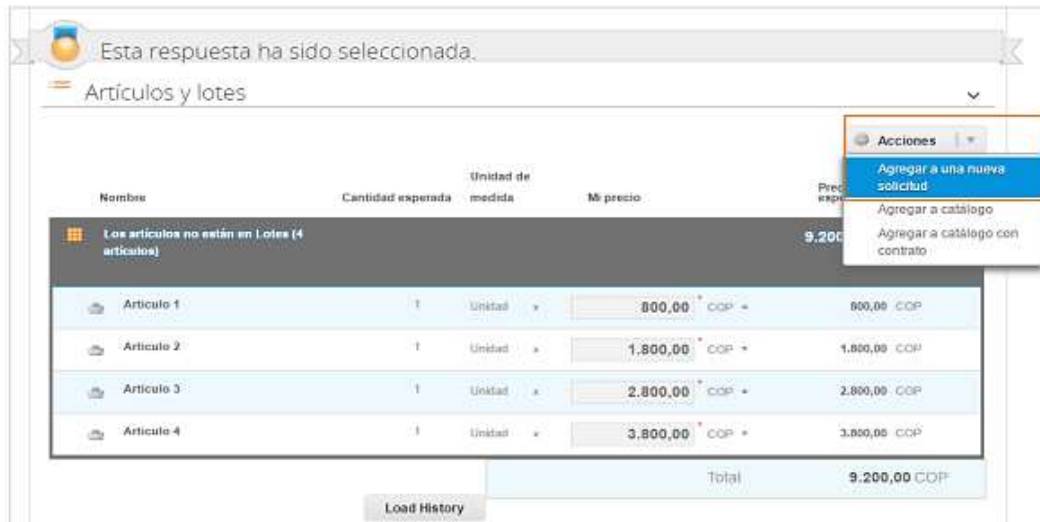 Esta respuesta ha sido seleccionada.
Artículos y lotes
Acciones
Agregar a una nueva
solicitud
Agregar a catálogo
Agregar a catálogo con
contrato
Nombre Cantidad esperada Unidad de
medida Mi precio
Los artículos no están en Lotes (4
artículos) 9.200
Artículo 1 1 Unidad 800,00 * COP 800,00 COP
Artículo 2 1 Unidad 1.800,00 * COP 1.800,00 COP
Artículo 3 1 Unidad 2.800,00 * COP 2.800,00 COP
Artículo 4 1 Unidad 3.800,00 * COP 3.800,00 COP
Total 9.200,00 COP
Load History